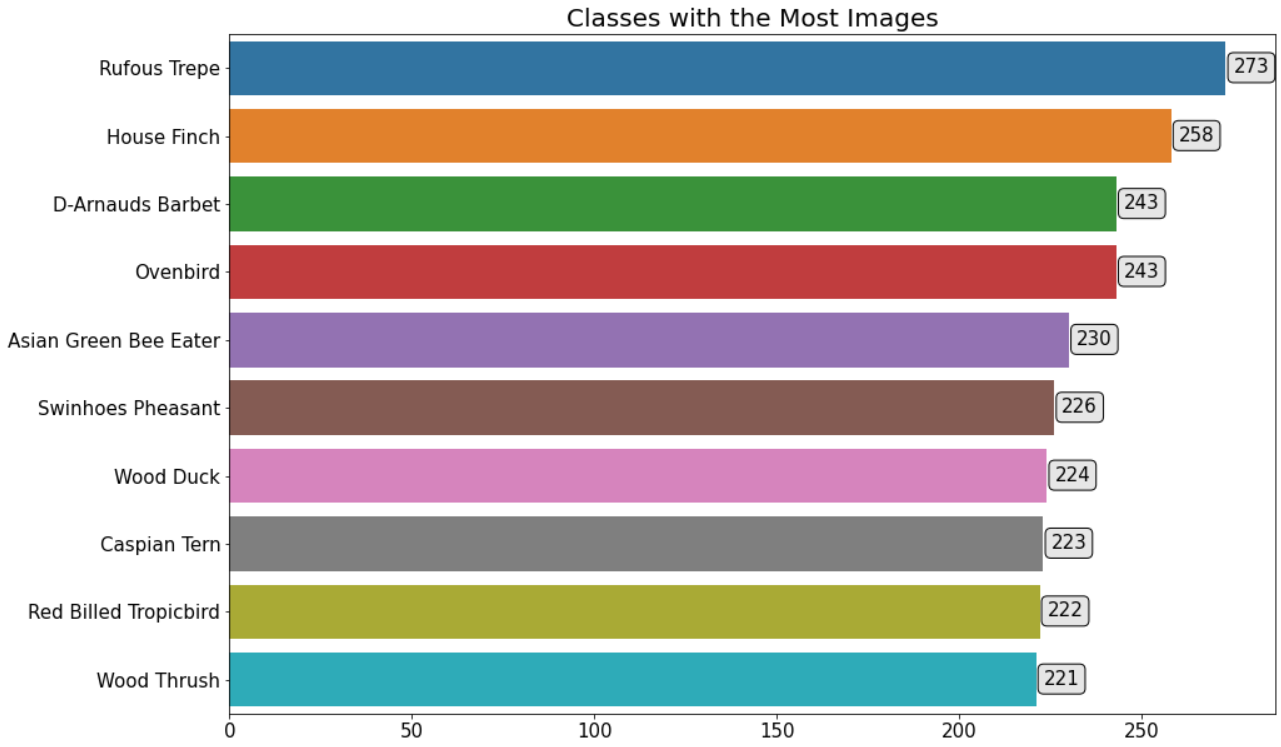 Classes with the Most Images
Rufous Trepe 273
House Finch 258
D-Arnauds Barbet 243
Ovenbird 243
Asian Green Bee Eater 230
Swinhoes Pheasant 226
Wood Duck 224
Caspian Tern 223
Red Billed Tropicbird 222
Wood Thrush 221
0 50 100 150 200 250